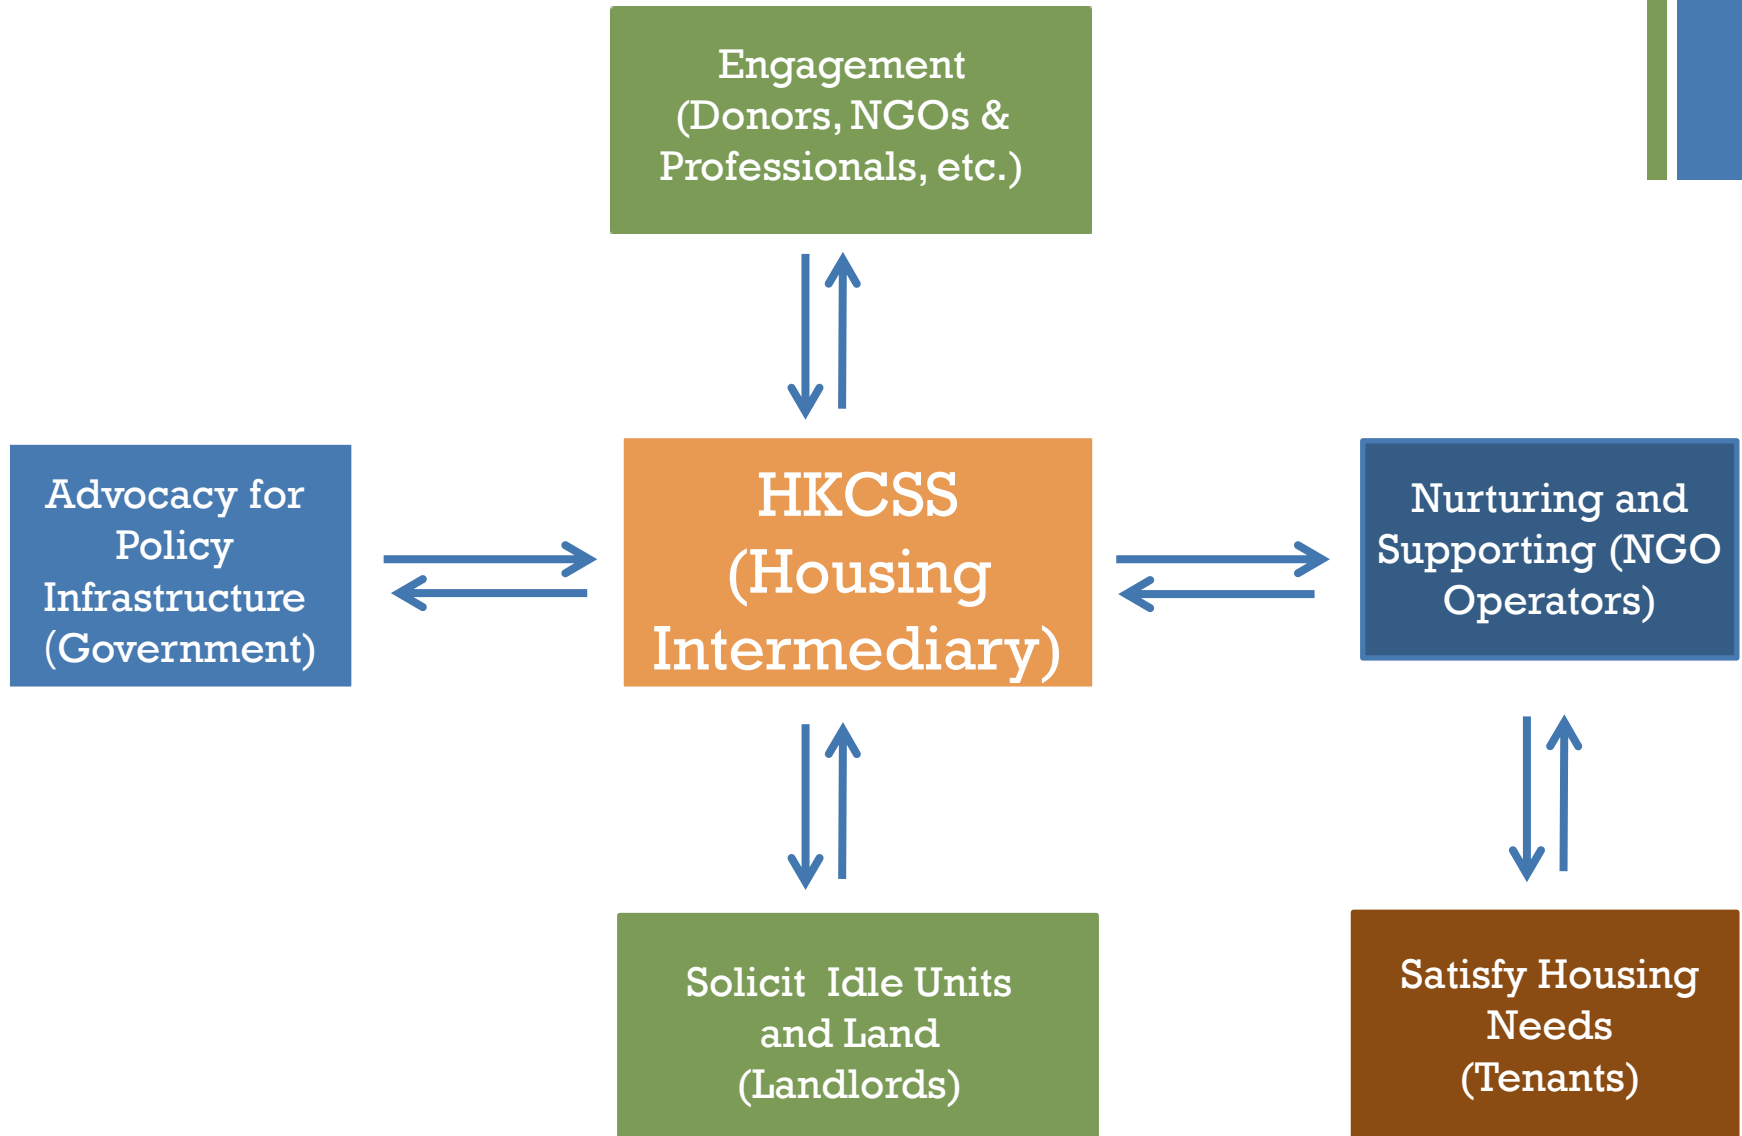 Engagement
(Donors, NGOs &
Professionals, etc.)
Advocacy for
Policy
Infrastructure
(Government)
HKCSS
(Housing
Intermediary)
Nurturing and
Supporting (NGO
Operators)
Solicit Idle Units
and Land
(Landlords)
Satisfy Housing
Needs
(Tenants)